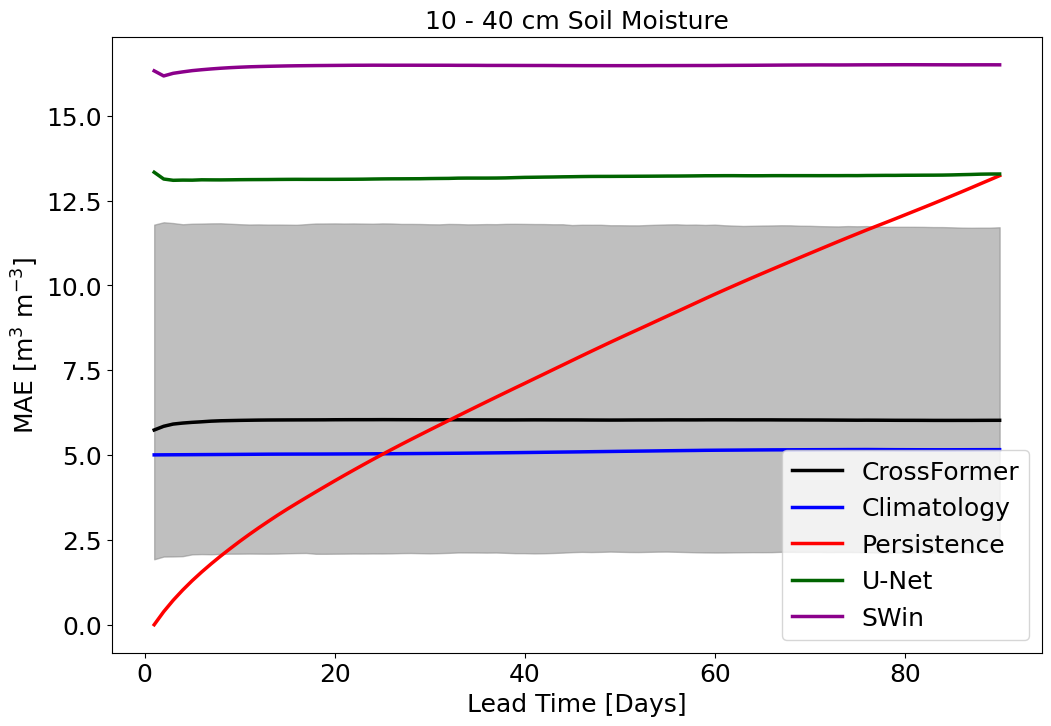 10 - 40 cm Soil Moisture
MAE [m³ m⁻³]
15.0
12.5
10.0
7.5
5.0
2.5
0.0
0 20 40 60 80
Lead Time [Days]
CrossFormer
Climatology
Persistence
U-Net
SWin